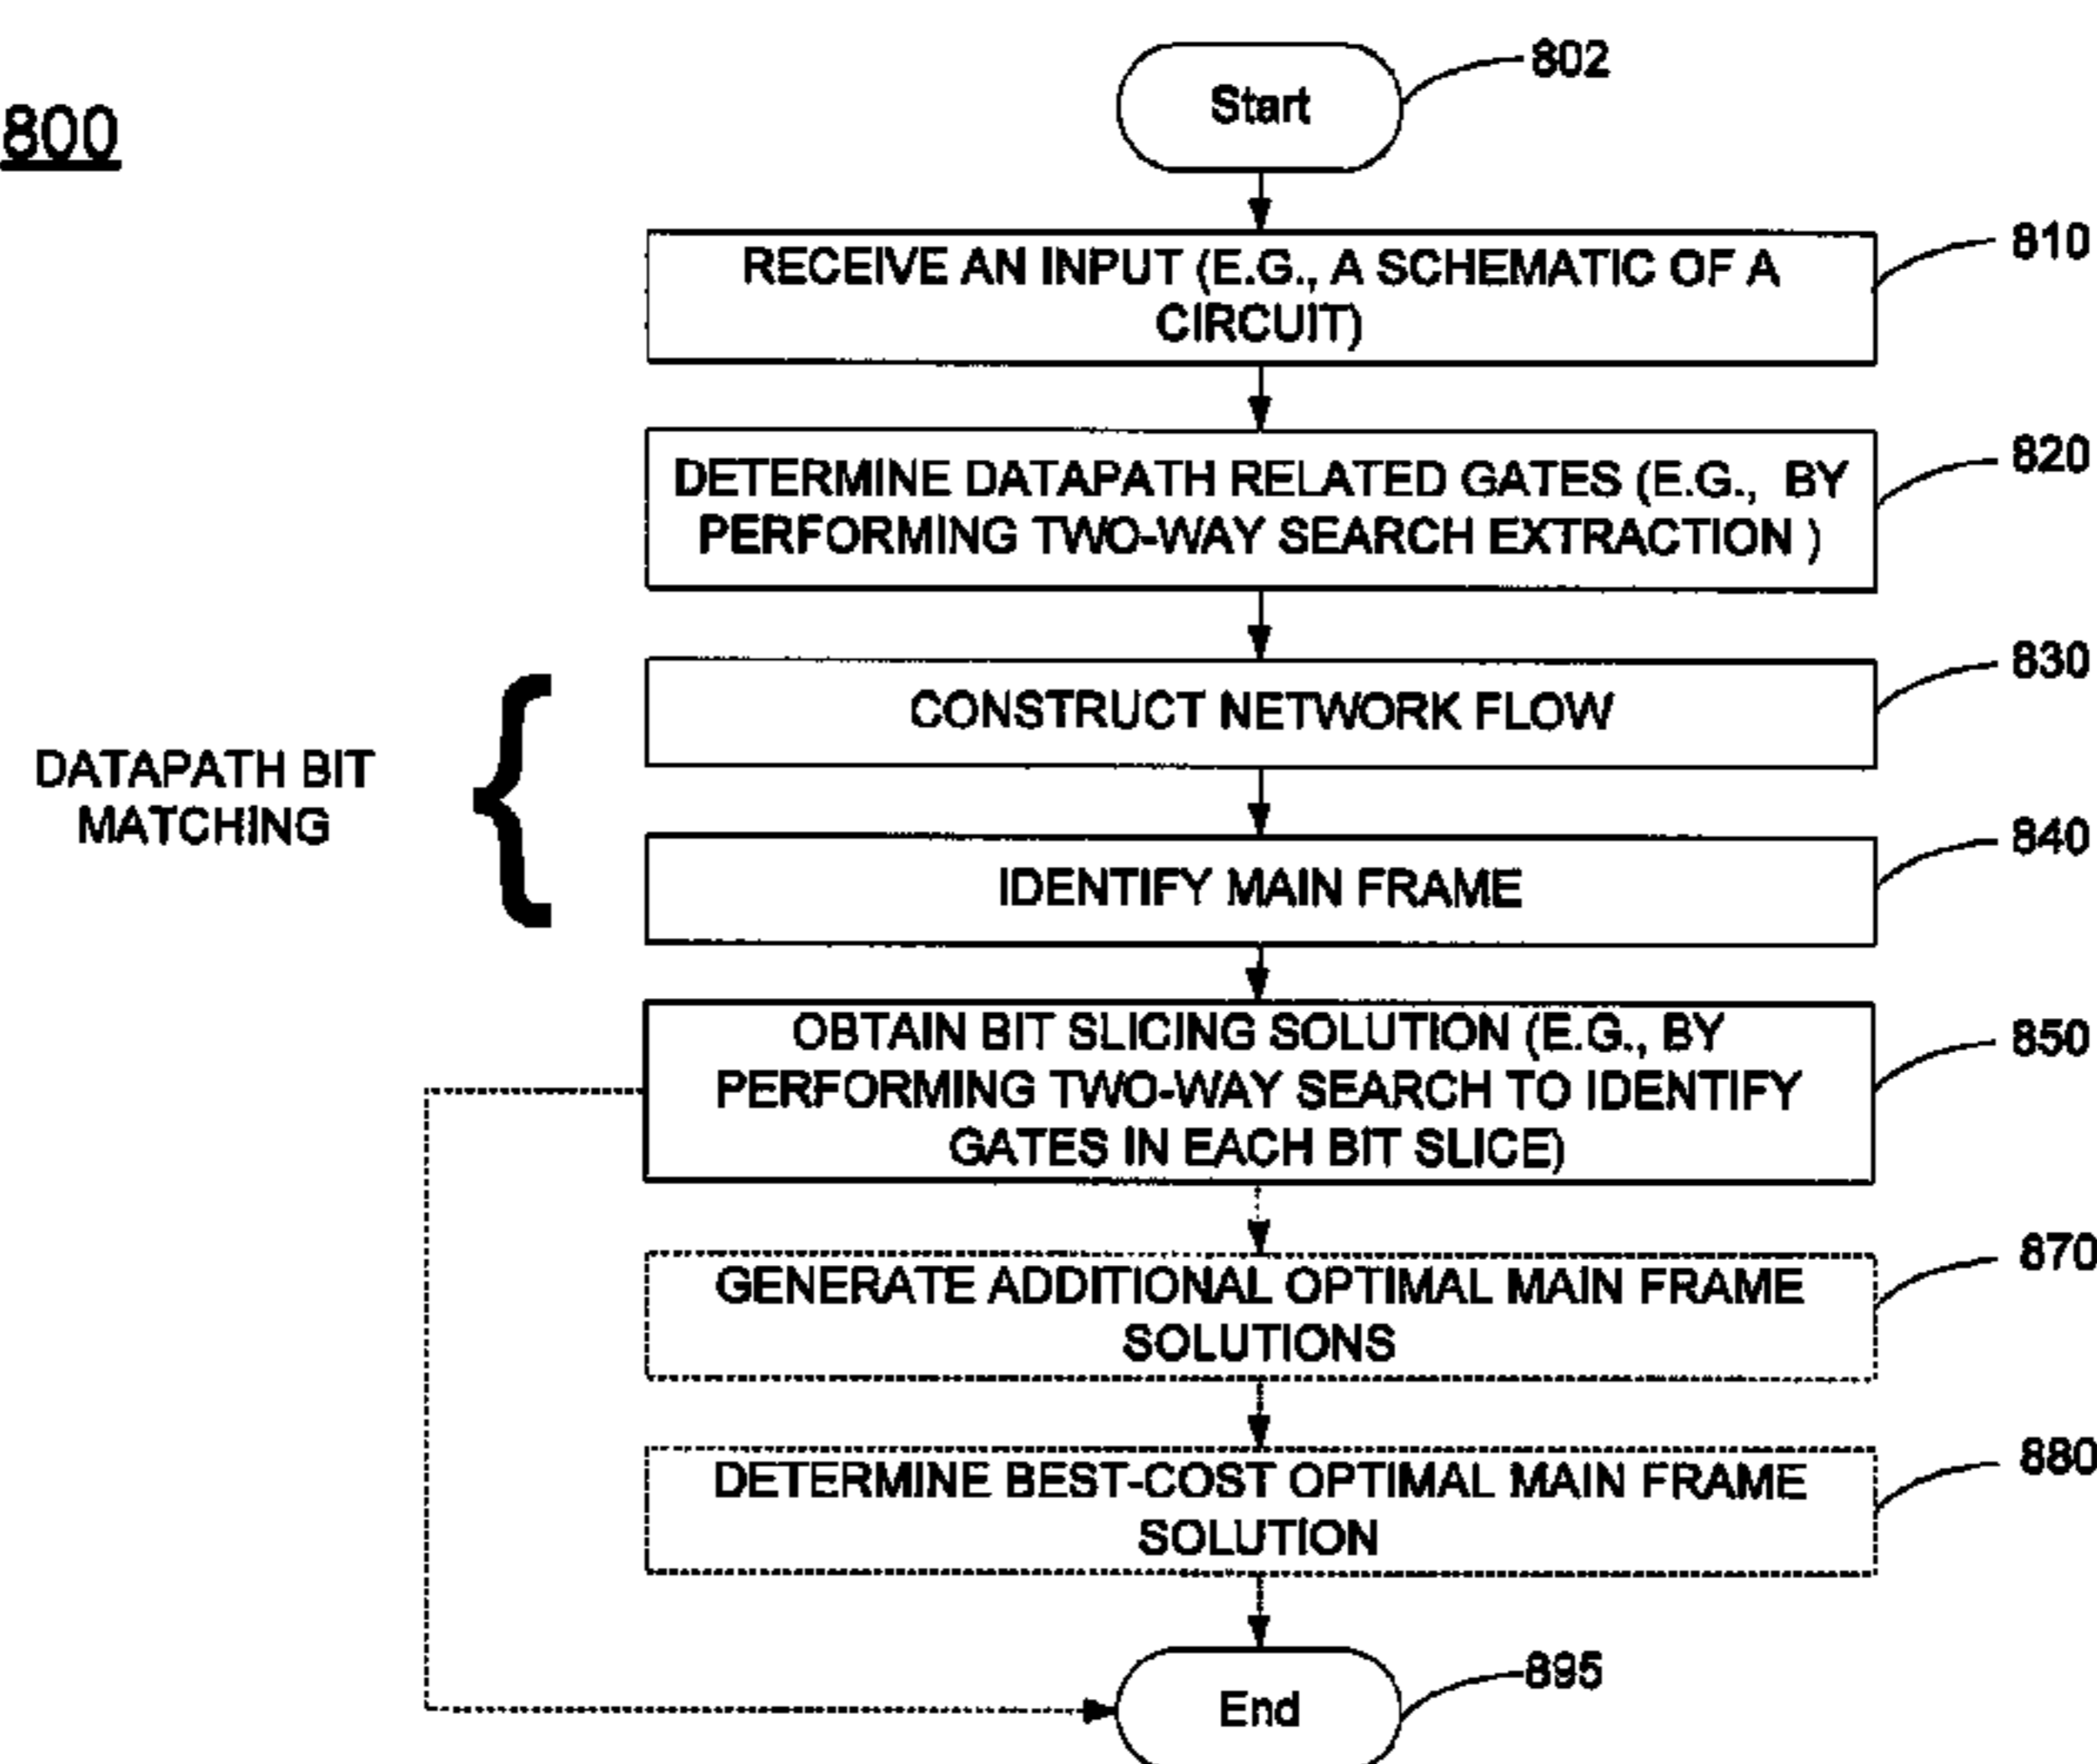 800
Start
802
RECEIVE AN INPUT (E.G., A SCHEMATIC OF A
CIRCUIT)
810
DETERMINE DATAPATH RELATED GATES (E.G., BY
PERFORMING TWO-WAY SEARCH EXTRACTION )
820
DATAPATH BIT
MATCHING
{
CONSTRUCT NETWORK FLOW
830
IDENTIFY MAIN FRAME
840
OBTAIN BIT SLICING SOLUTION (E.G., BY
PERFORMING TWO-WAY SEARCH TO IDENTIFY
GATES IN EACH BIT SLICE)
850
GENERATE ADDITIONAL OPTIMAL MAIN FRAME
SOLUTIONS
870
DETERMINE BEST-COST OPTIMAL MAIN FRAME
SOLUTION
880
End
895